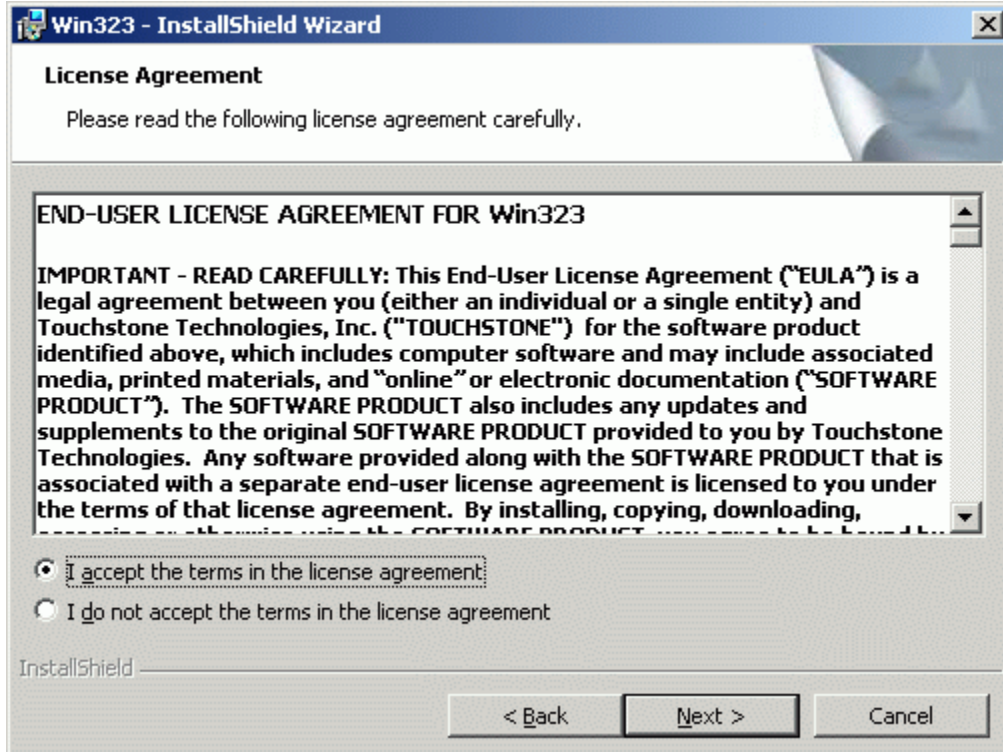 Win323 - InstallShield Wizard
License Agreement
Please read the following license agreement carefully.
END-USER LICENSE AGREEMENT FOR Win323
IMPORTANT - READ CAREFULLY: This End-User License Agreement (“EULA”) is a
legal agreement between you (either an individual or a single entity) and
Touchstone Technologies, Inc. ("TOUCHSTONE")  for the software product
identified above, which includes computer software and may include associated
media, printed materials, and “online” or electronic documentation (“SOFTWARE
PRODUCT”).  The SOFTWARE PRODUCT also includes any updates and
supplements to the original SOFTWARE PRODUCT provided to you by Touchstone
Technologies.  Any software provided along with the SOFTWARE PRODUCT that is
associated with a separate end-user license agreement is licensed to you under
the terms of that license agreement.  By installing, copying, downloading,
I accept the terms in the license agreement
I do not accept the terms in the license agreement
InstallShield
< Back
Next >
Cancel